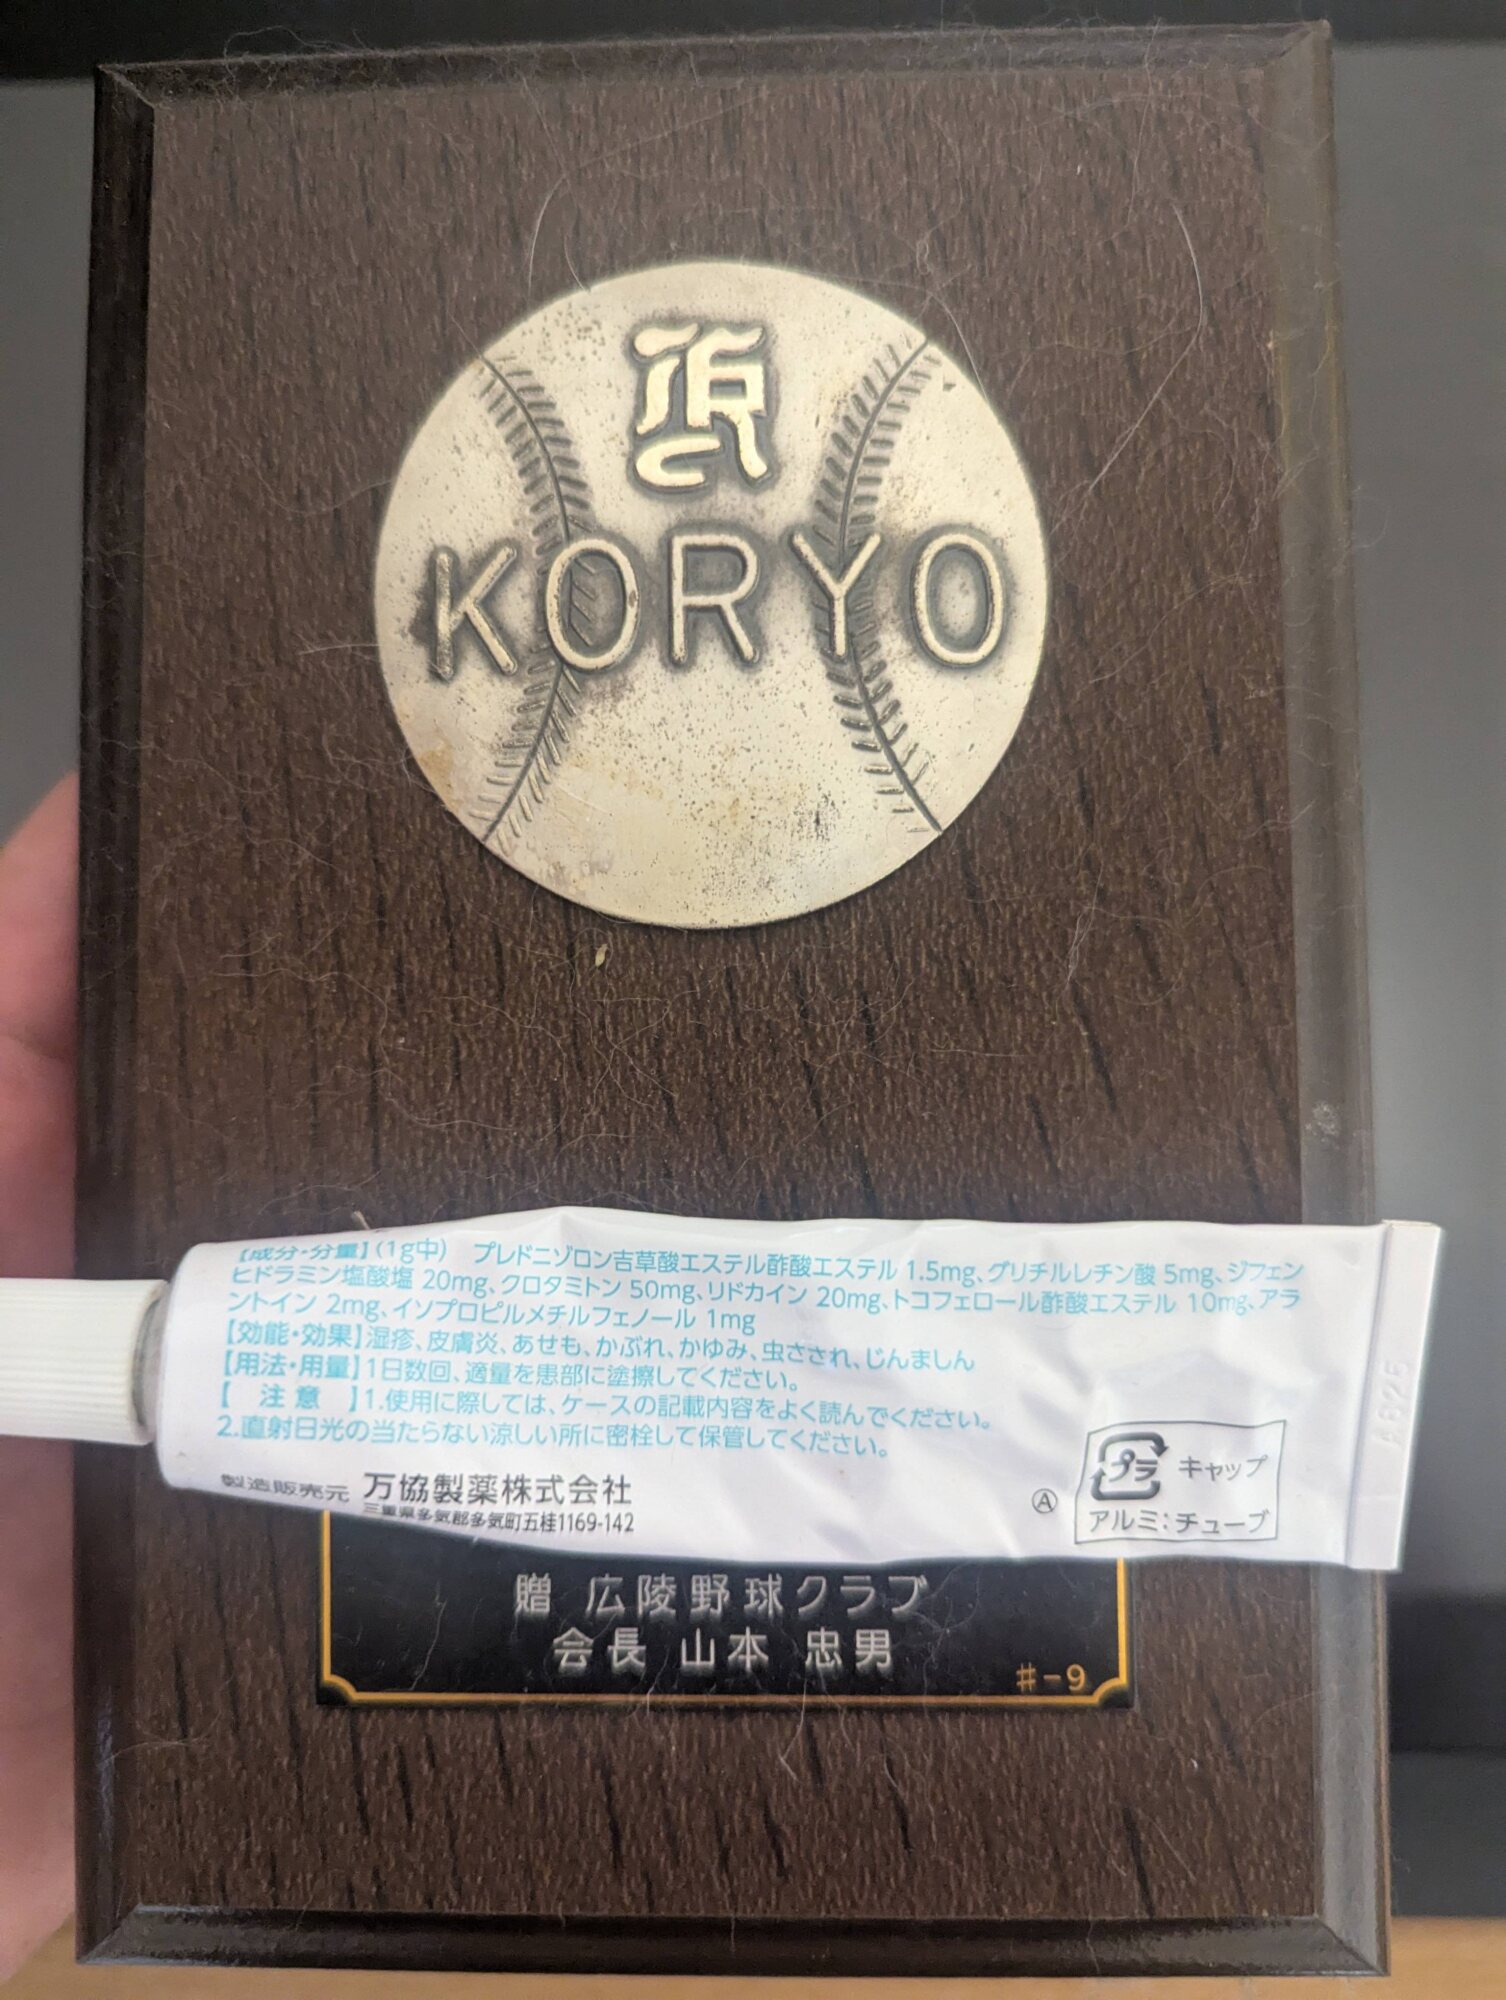 K
KORYO
【成分・分量】(1g中) プレドニゾロン吉草酸エステル酢酸エステル 1.5mg、グリチルレチン酸 5mg、ジフェン
ヒドラミン塩酸塩 20mg、クロタミトン 50mg、リドカイン 20mg、トコフェロール酢酸エステル 10mg、アラ
ントイン 2mg、イソプロピルメチルフェノール 1mg
【効能・効果】湿疹、皮膚炎、あせも、かぶれ、かゆみ、虫さされ、じんましん
【用法・用量】1日数回、適量を患部に塗擦してください。
【 注 意 】1.使用に際しては、ケースの記載内容をよく読んでください。
2.直射日光の当たらない涼しい所に密栓して保管してください。
製造販売元 万協製薬株式会社
三重県多気郡多気町五桂1169-142
Ⓐ
プラ キャップ
アルミ:チューブ
贈 広陵野球クラブ
会長 山本 忠男
#-9